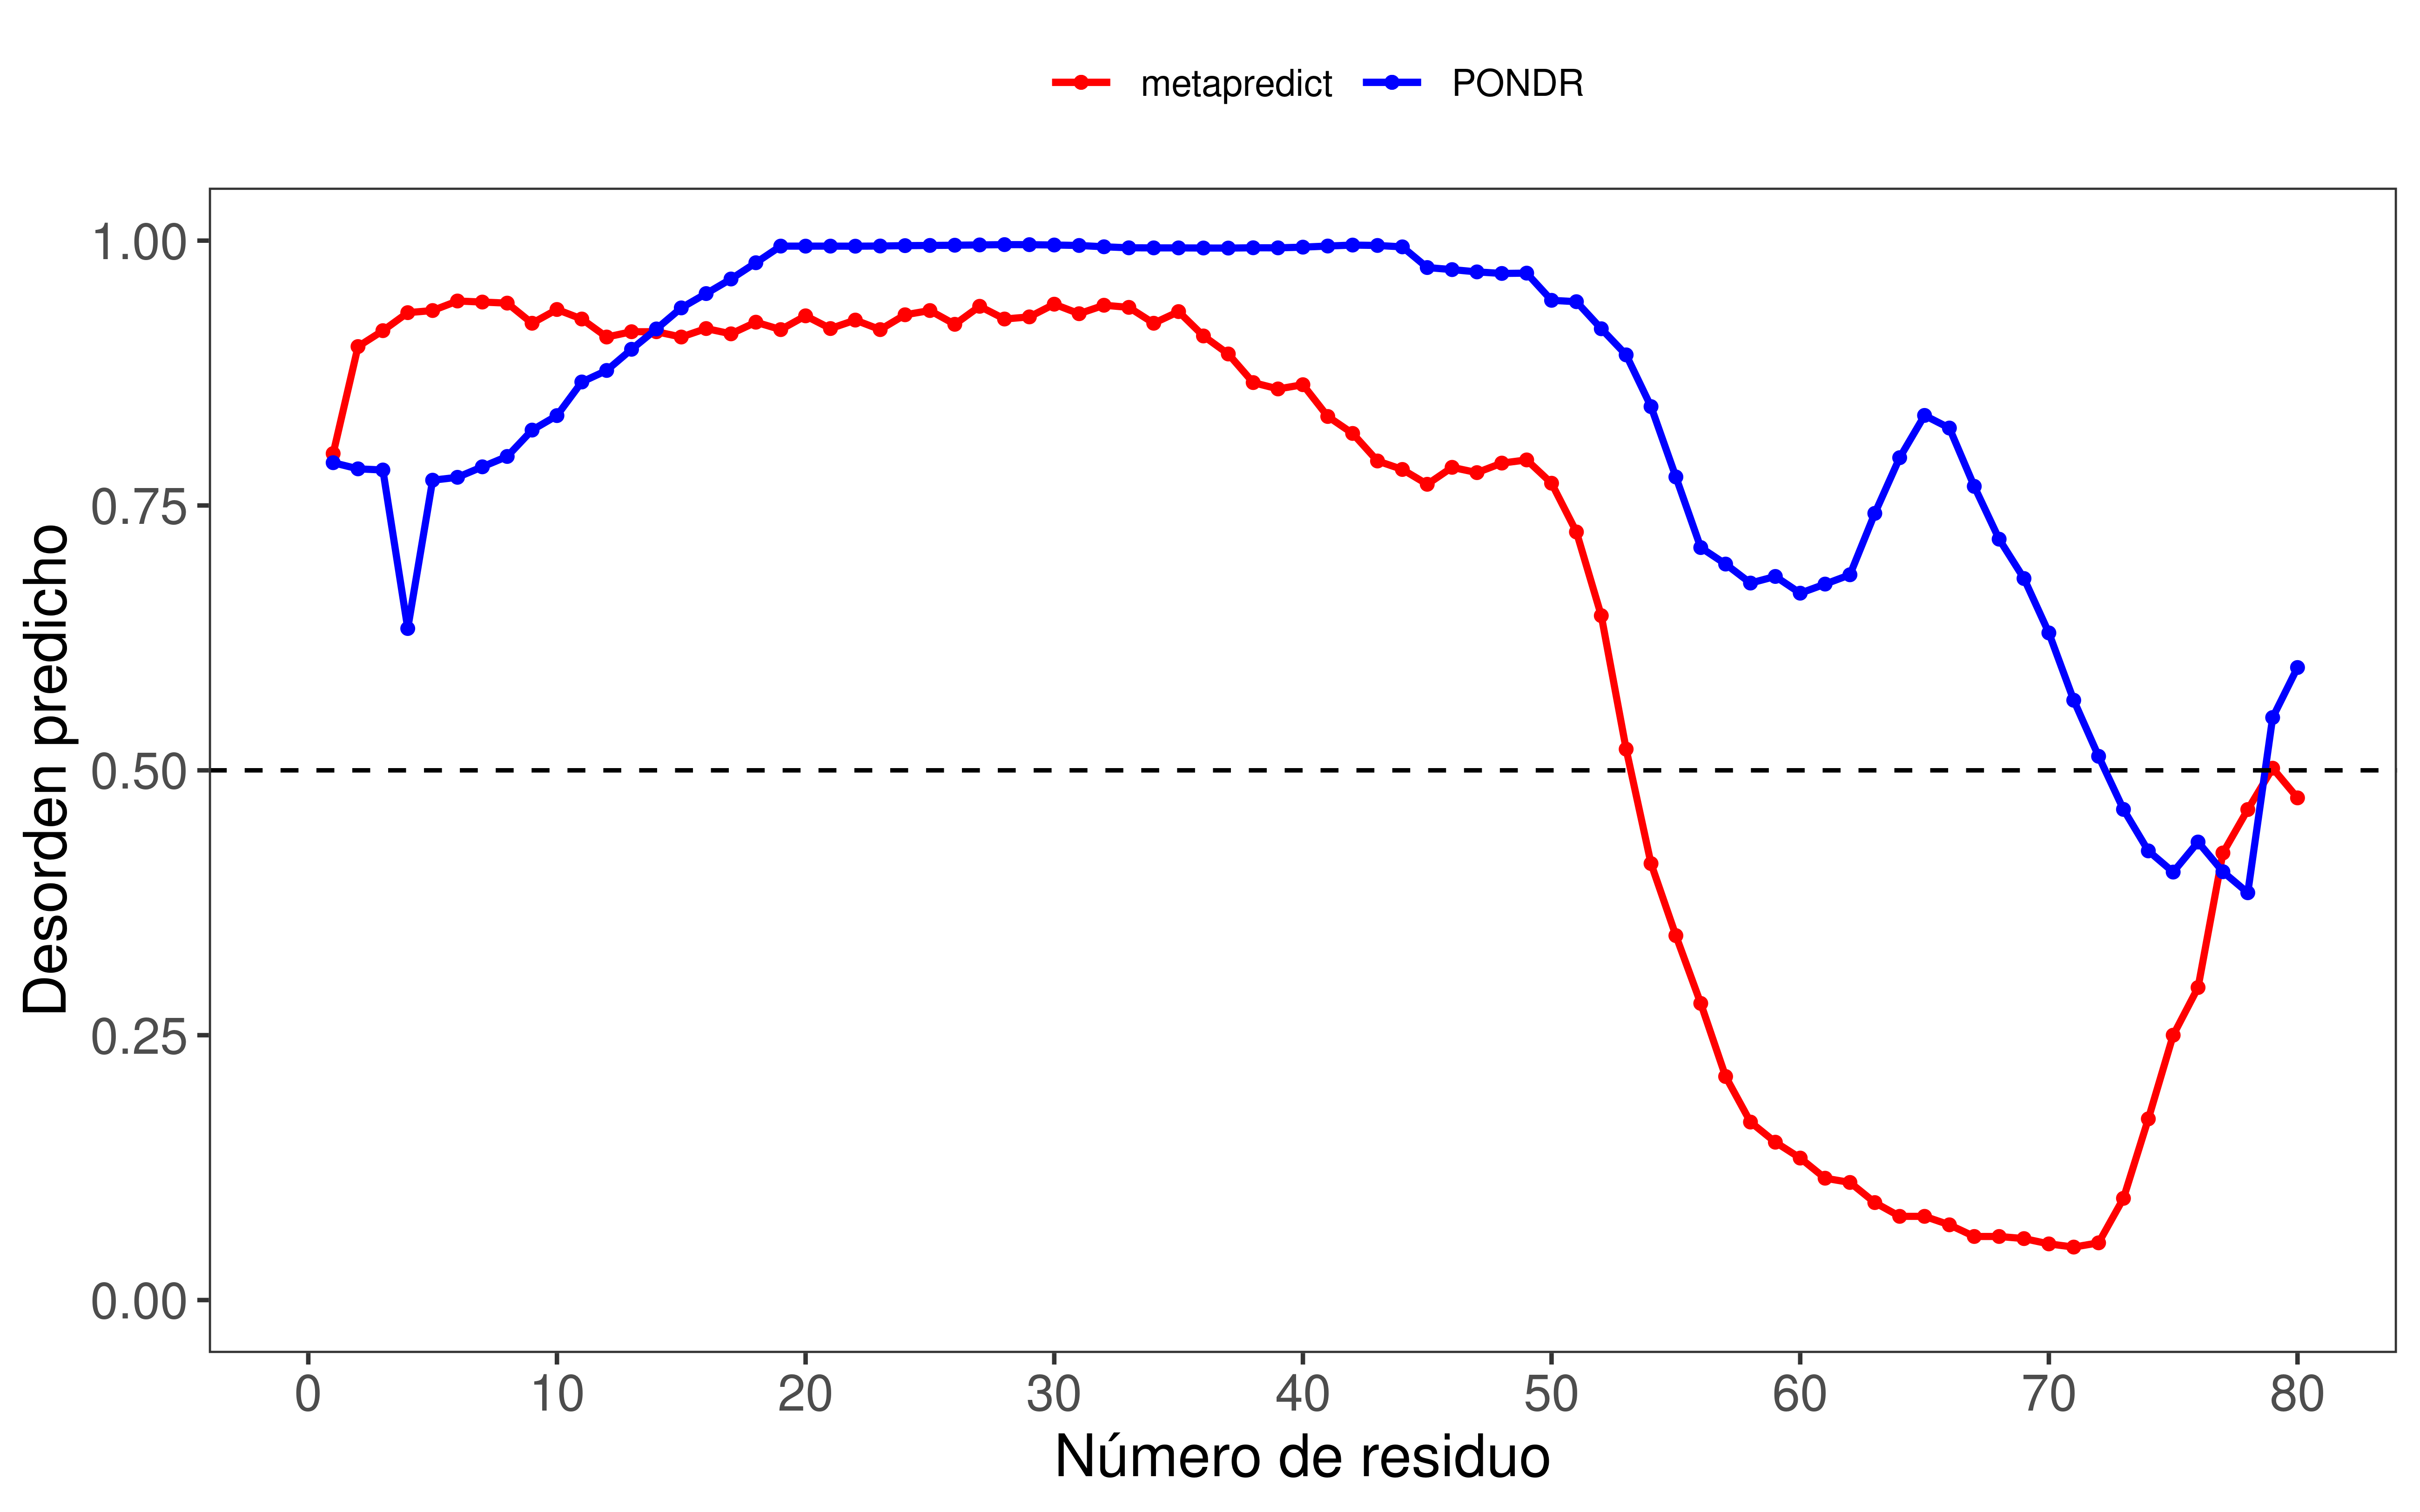 metapredict PONDR
1.00
0.75
0.50
0.25
0.00
Desorden predicho
0 10 20 30 40 50 60 70 80
Número de residuo